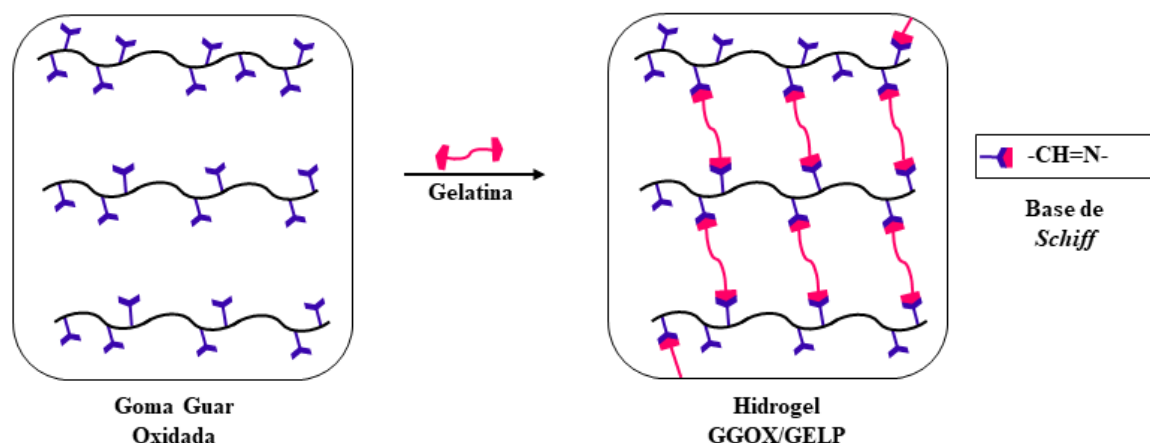 Gelatina
-CH=N-
Base de
Schiff
Goma Guar
Oxidada
Hidrogel
GGOX/GELP